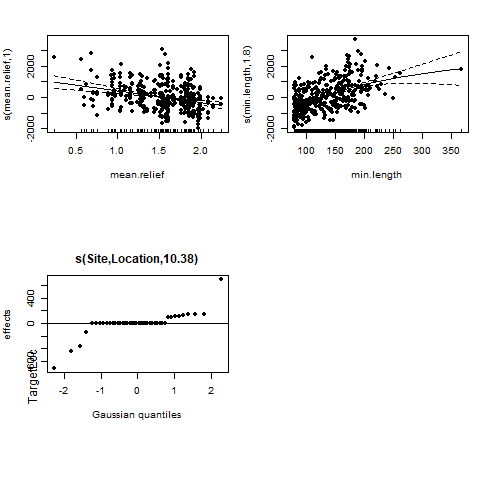 s(mean.relief,1)
-2000 0 2000
0.5 1.0 1.5 2.0
mean.relief
s(min.length,1.8)
-2000 0 2000
100 150 200 250 300 350
min.length
s(Site,Location,10.38)
effects
0 400
-2 -1 0 1 2
Gaussian quantiles